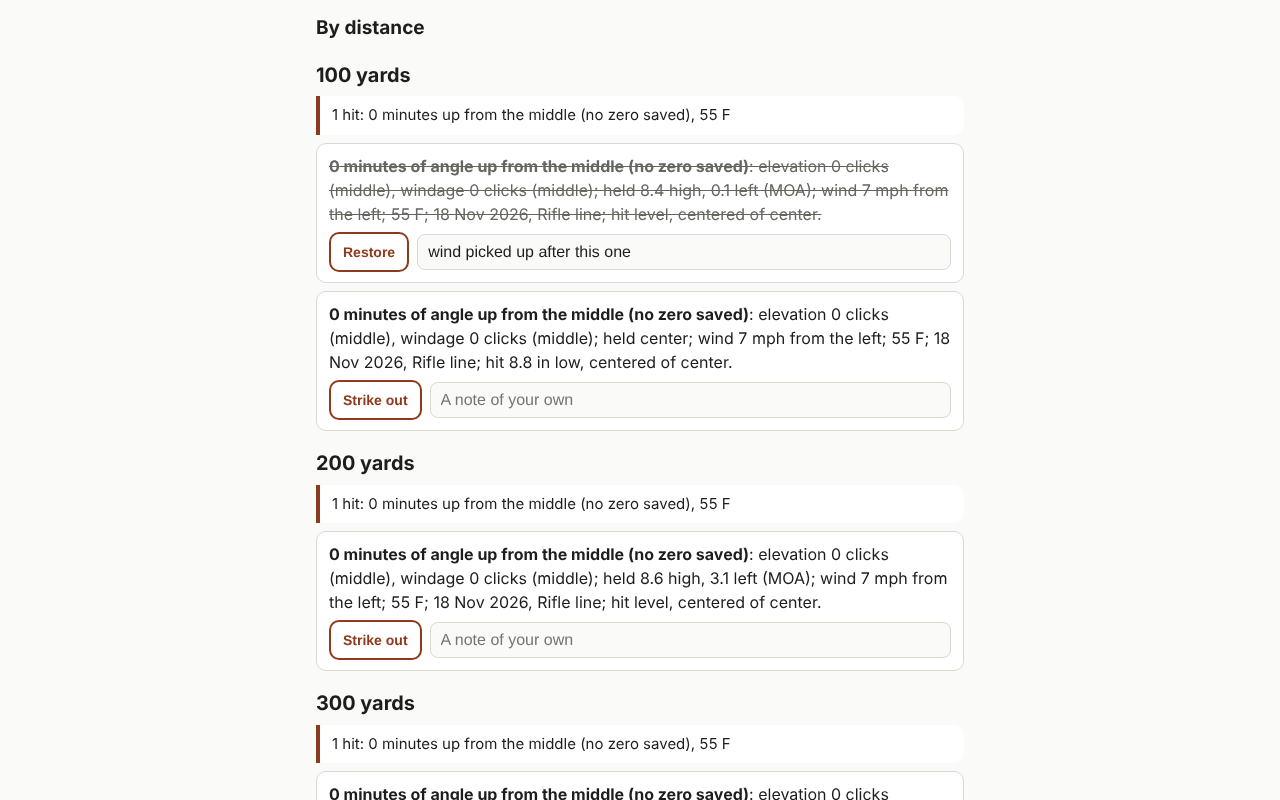 By distance
100 yards
1 hit: 0 minutes up from the middle (no zero saved), 55 F
0 minutes of angle up from the middle (no zero saved): elevation 0 clicks
(middle), windage 0 clicks (middle); held 8.4 high, 0.1 left (MOA); wind 7 mph from
the left; 55 F; 18 Nov 2026, Rifle line; hit level, centered of center.
Restore
wind picked up after this one
0 minutes of angle up from the middle (no zero saved): elevation 0 clicks
(middle), windage 0 clicks (middle); held center; wind 7 mph from the left; 55 F; 18
Nov 2026, Rifle line; hit 8.8 in low, centered of center.
Strike out
A note of your own
200 yards
1 hit: 0 minutes up from the middle (no zero saved), 55 F
0 minutes of angle up from the middle (no zero saved): elevation 0 clicks
(middle), windage 0 clicks (middle); held 8.6 high, 3.1 left (MOA); wind 7 mph from
the left; 55 F; 18 Nov 2026, Rifle line; hit level, centered of center.
Strike out
A note of your own
300 yards
1 hit: 0 minutes up from the middle (no zero saved), 55 F
0 minutes of angle up from the middle (no zero saved): elevation 0 clicks